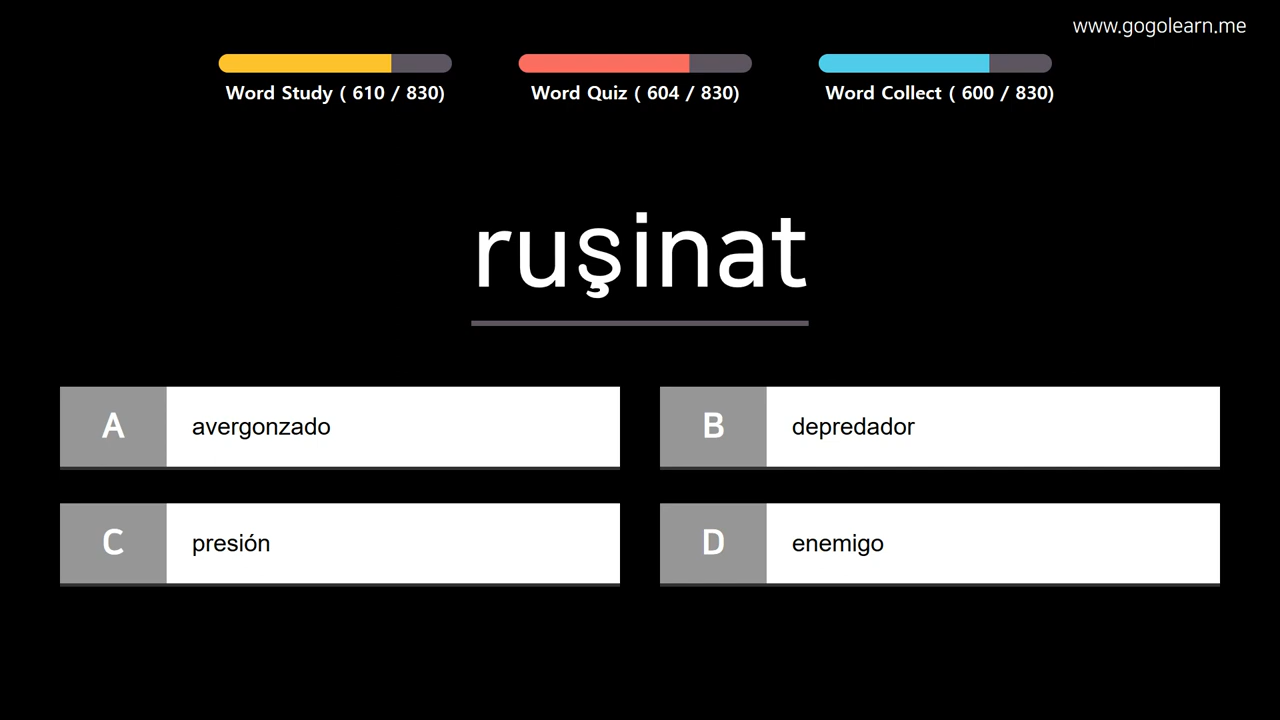 www.gogolearn.me
Word Study ( 610 / 830)
Word Quiz ( 604 / 830)
Word Collect ( 600 / 830)
ruşinat
A avergonzado
B depredador
C presión
D enemigo